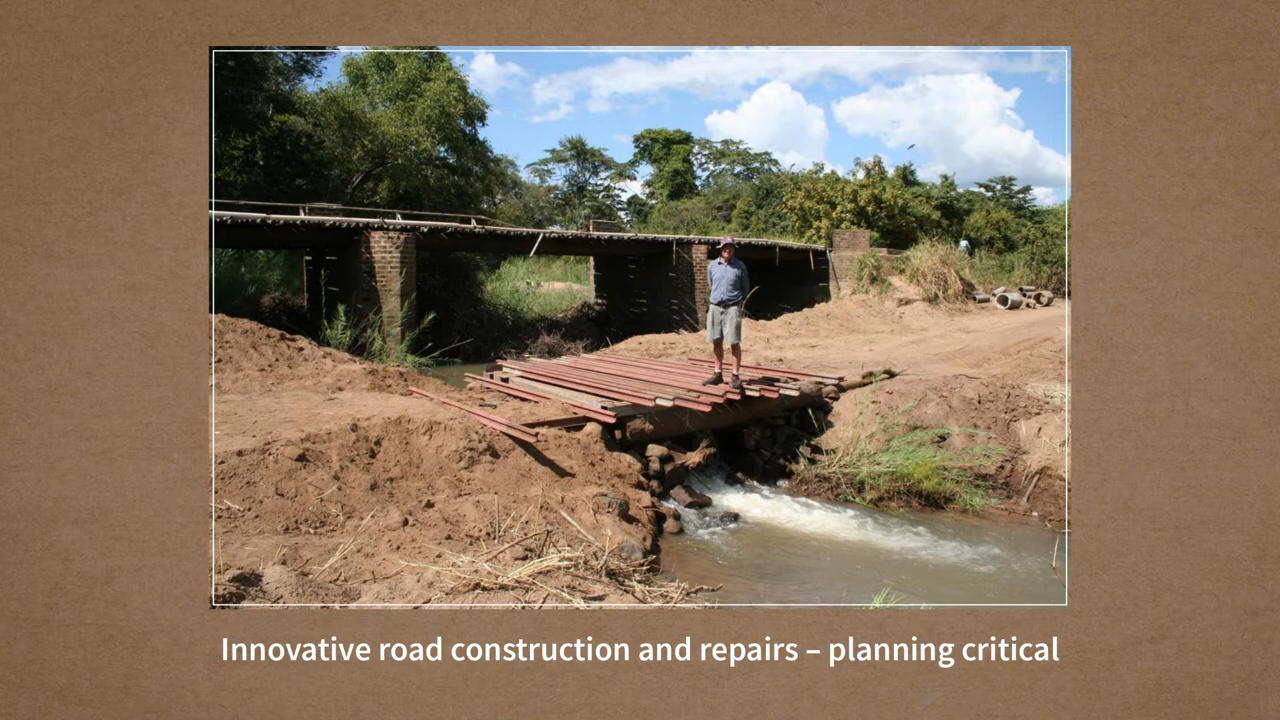 Innovative road construction and repairs – planning critical